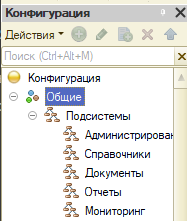 Конфигурация
Действия
Поиск (Ctrl+Alt+M)
Конфигурация
Общие
Подсистемы
Администрирован
Справочники
Документы
Отчеты
Мониторинг